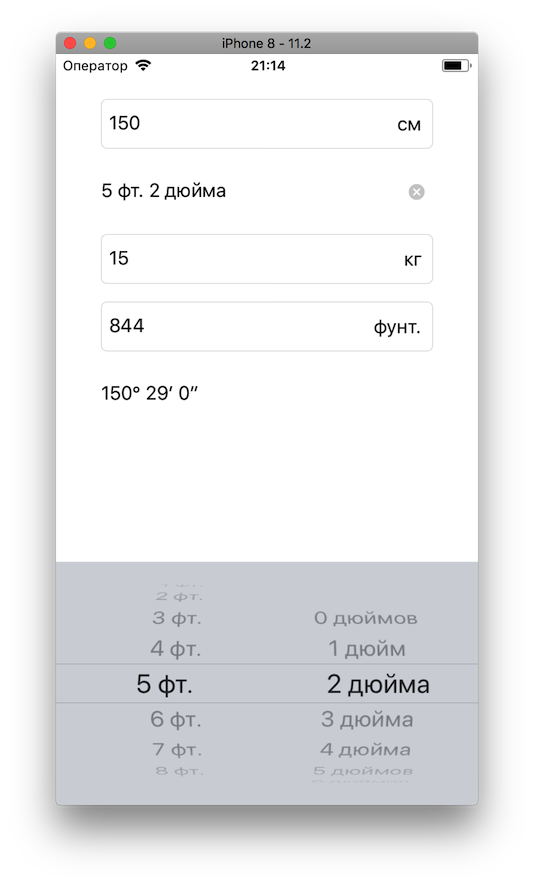 iPhone 8 - 11.2
Оператор 21:14
150 см
5 фт. 2 дюйма
15 кг
844 фунт.
150° 29′ 0″
2 фт.
3 фт. 0 дюймов
4 фт. 1 дюйм
5 фт. 2 дюйма
6 фт. 3 дюйма
7 фт. 4 дюйма
8 фт. 5 дюймов